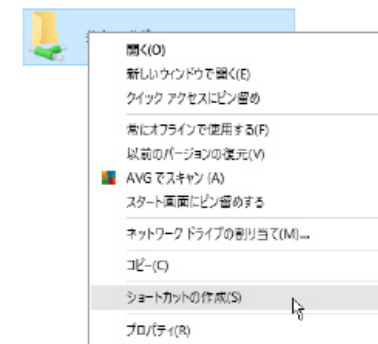 開く(O)
新しいウィンドウで開く(E)
クイック アクセスにピン留め
常にオフラインで使用する(F)
以前のバージョンの復元(V)
AVG でスキャン (A)
スタート画面にピン留めする
ネットワーク ドライブの割り当て(M)...
コピー(C)
ショートカットの作成(S)
プロパティ(R)